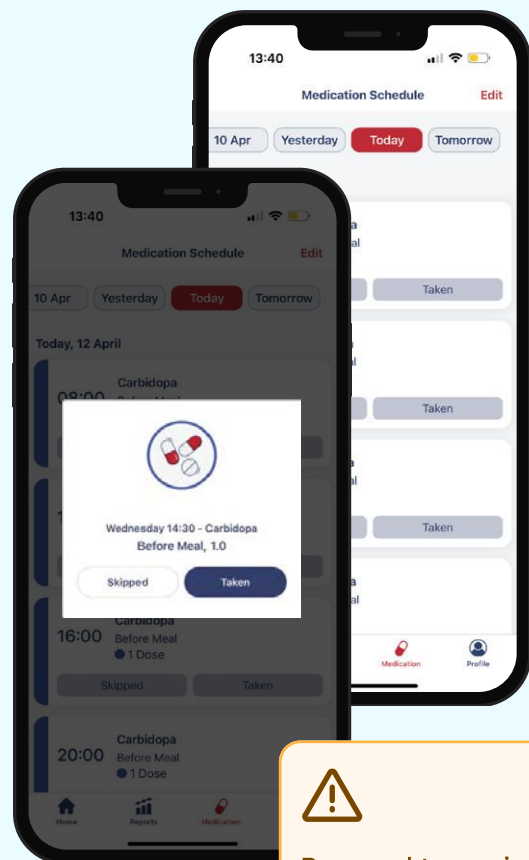 13:40
Medication Schedule Edit
10 Apr Yesterday Today Tomorrow
Taken
Taken
Taken
Medication Profile
13:40
Medication Schedule Edit
10 Apr Yesterday Today Tomorrow
Today, 12 April
Carbidopa
08:00 Before Meal
Wednesday 14:30 - Carbidopa
Before Meal, 1.0
Skipped Taken
Carbidopa
16:00 Before Meal
1 Dose
Skipped Taken
Carbidopa
20:00 Before Meal
1 Dose
Home Reports Medication